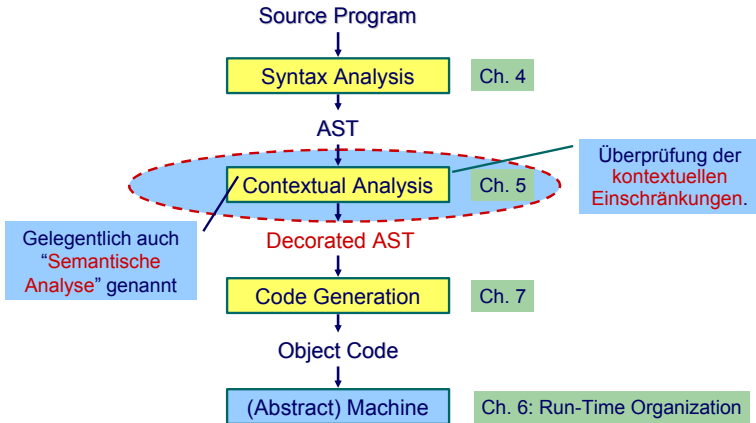 Source Program
Syntax Analysis
Ch. 4
AST
Contextual Analysis
Ch. 5
Überprüfung der
kontextuellen
Einschränkungen.
Gelegentlich auch
“Semantische
Analyse” genannt
Decorated AST
Code Generation
Ch. 7
Object Code
(Abstract) Machine
Ch. 6: Run-Time Organization